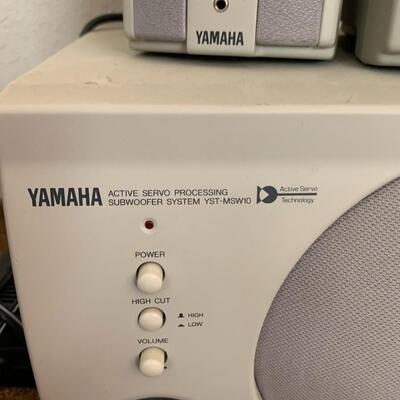 YAMAHA
YAMAHA ACTIVE SERVO PROCESSING
SUBWOOFER SYSTEM YST-MSW10
Active Servo
Technology
POWER
HIGH CUT
HIGH
LOW
VOLUME